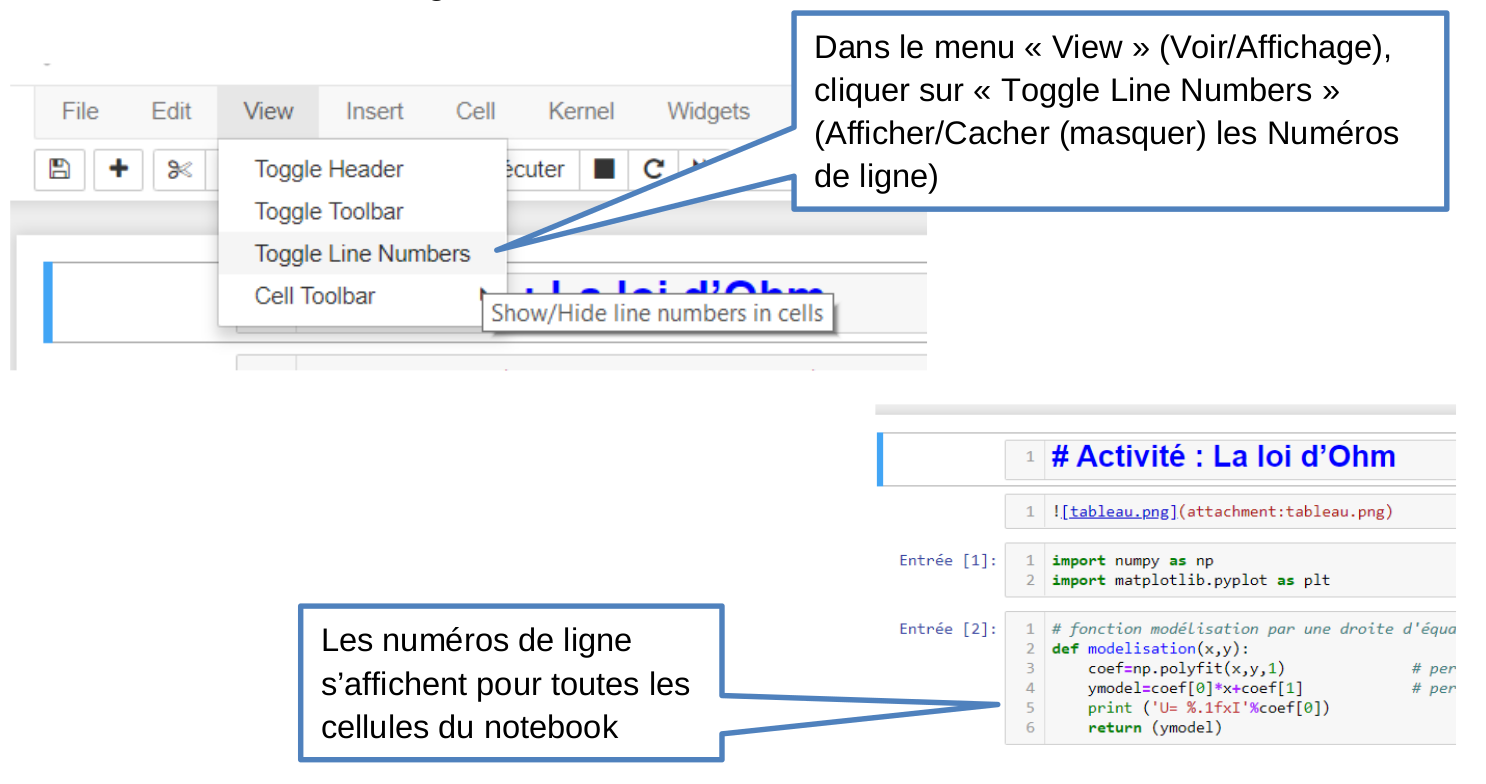 Dans le menu « View » (Voir/Affichage),
cliquer sur « Toggle Line Numbers »
(Afficher/Cacher (masquer) les Numéros
de ligne)
File Edit View Insert Cell Kernel Widgets
écuter
Toggle Header
Toggle Toolbar
Toggle Line Numbers
Cell Toolbar
: La loi d’Ohm
Show/Hide line numbers in cells
1 # Activité : La loi d’Ohm
1 ![tableau.png](attachment:tableau.png)
Entrée [1]:
1 import numpy as np
2 import matplotlib.pyplot as plt
Entrée [2]:
1 # fonction modélisation par une droite d'équa
2 def modelisation(x,y):
3 coef=np.polyfit(x,y,1) # per
4 ymodel=coef[0]*x+coef[1] # per
5 print ('U= %.1fxI'%coef[0])
6 return (ymodel)
Les numéros de ligne
s’affichent pour toutes les
cellules du notebook